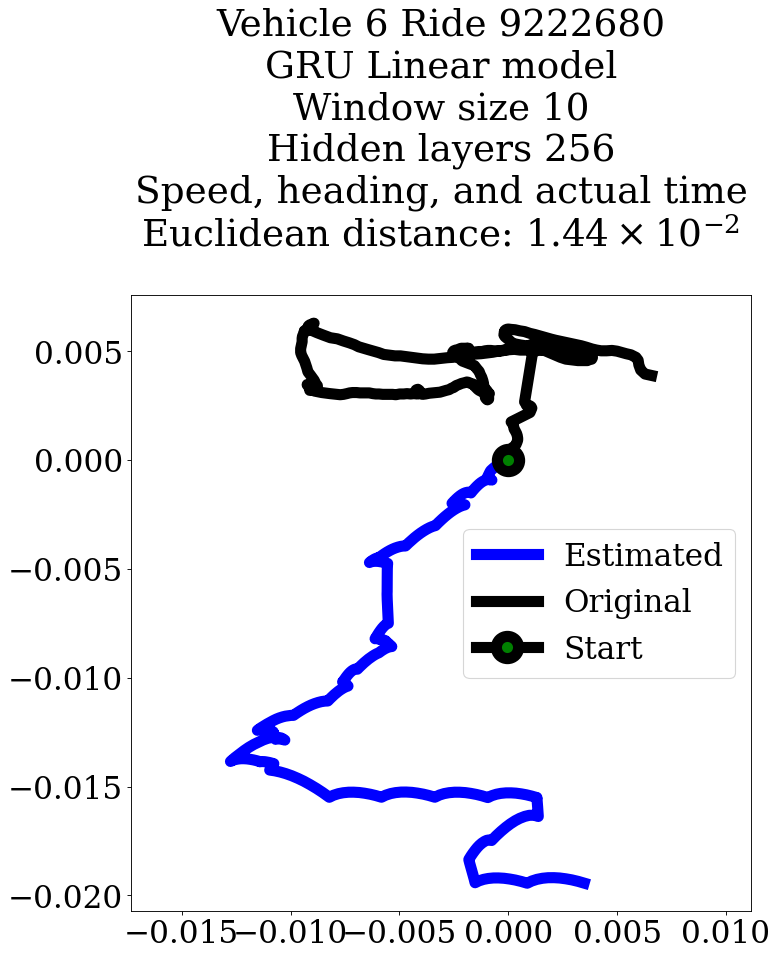 Vehicle 6 Ride 9222680
GRU Linear model
Window size 10
Hidden layers 256
Speed, heading, and actual time
Euclidean distance: 1.44 × 10⁻²
0.005
0.000
−0.005
−0.010
−0.015
−0.020
Estimated
Original
Start
−0.015 −0.010 −0.005 0.000 0.005 0.010